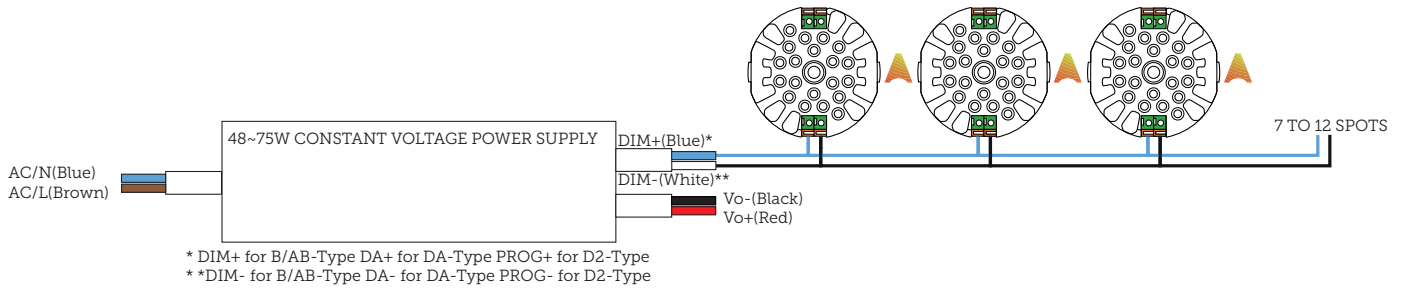 7 TO 12 SPOTS
48~75W CONSTANT VOLTAGE POWER SUPPLY
DIM+(Blue)*
AC/N(Blue)
AC/L(Brown)
DIM-(White)**
Vo-(Black)
Vo+(Red)
* DIM+ for B/AB-Type DA+ for DA-Type PROG+ for D2-Type
* *DIM- for B/AB-Type DA- for DA-Type PROG- for D2-Type